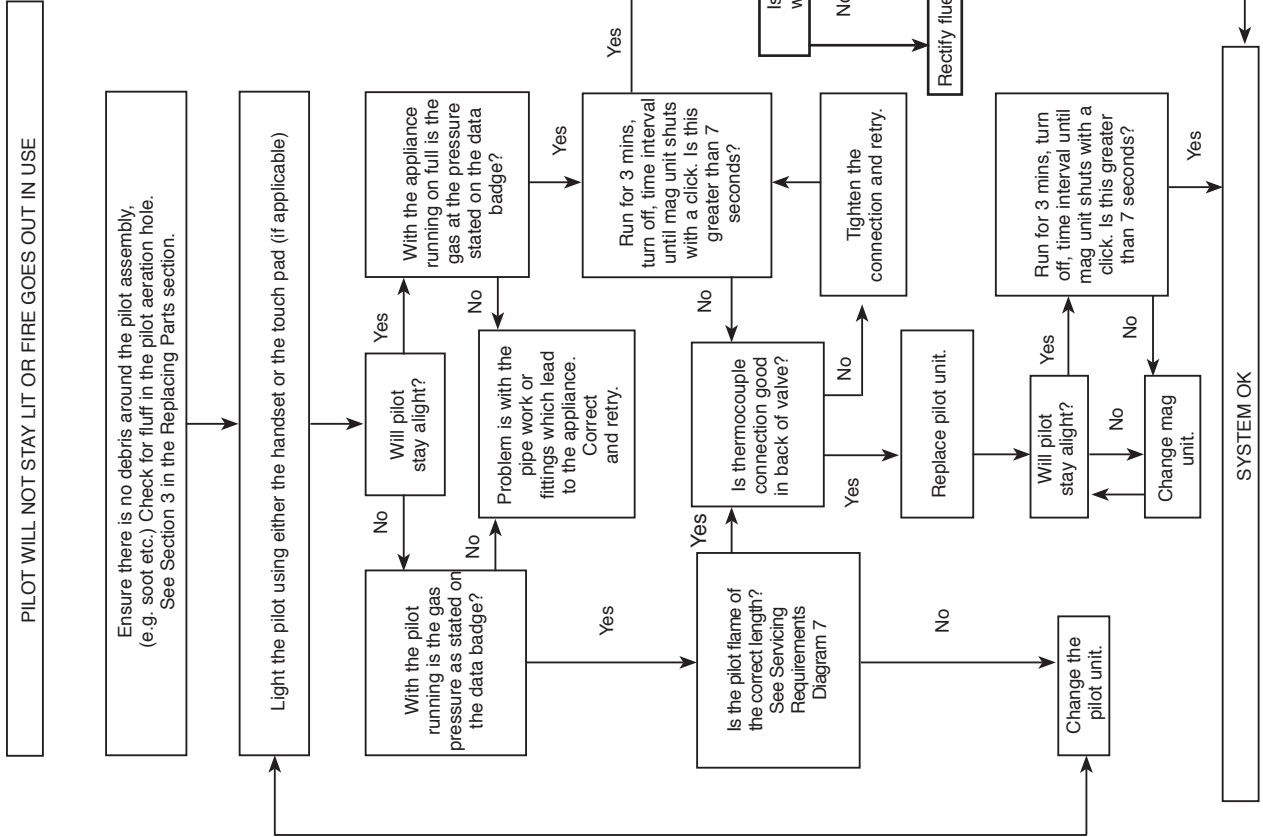 PILOT WILL NOT STAY LIT OR FIRE GOES OUT IN USE
Ensure there is no debris around the pilot assembly,
(e.g. soot etc.) Check for fluff in the pilot aeration hole.
See Section 3 in the Replacing Parts section.
Light the pilot using either the handset or the touch pad (if applicable)
Will pilot
stay alight?
No
Yes
With the pilot
running is the gas
pressure as stated on
the data badge?
With the appliance
running on full is the
gas at the pressure
stated on the data
badge?
No
No
Problem is with the
pipe work or
fittings which lead
to the appliance.
Correct
and retry.
Yes
Yes
Yes
Run for 3 mins,
turn off, time interval
until mag unit shuts
with a click. Is this
greater than 7
seconds?
Is the pilot flame of
the correct length?
See Servicing
Requirements
Diagram 7
Yes
No
Is thermocouple
connection good
in back of valve?
No
Tighten the
connection and retry.
Yes
No
Replace pilot unit.
Change the
pilot unit.
Will pilot
stay alight?
Yes
Run for 3 mins, turn
off, time interval until
mag unit shuts with a
click. Is this greater
than 7 seconds?
No
No
Change mag
unit.
Yes
Is
No
Rectify flue
SYSTEM OK